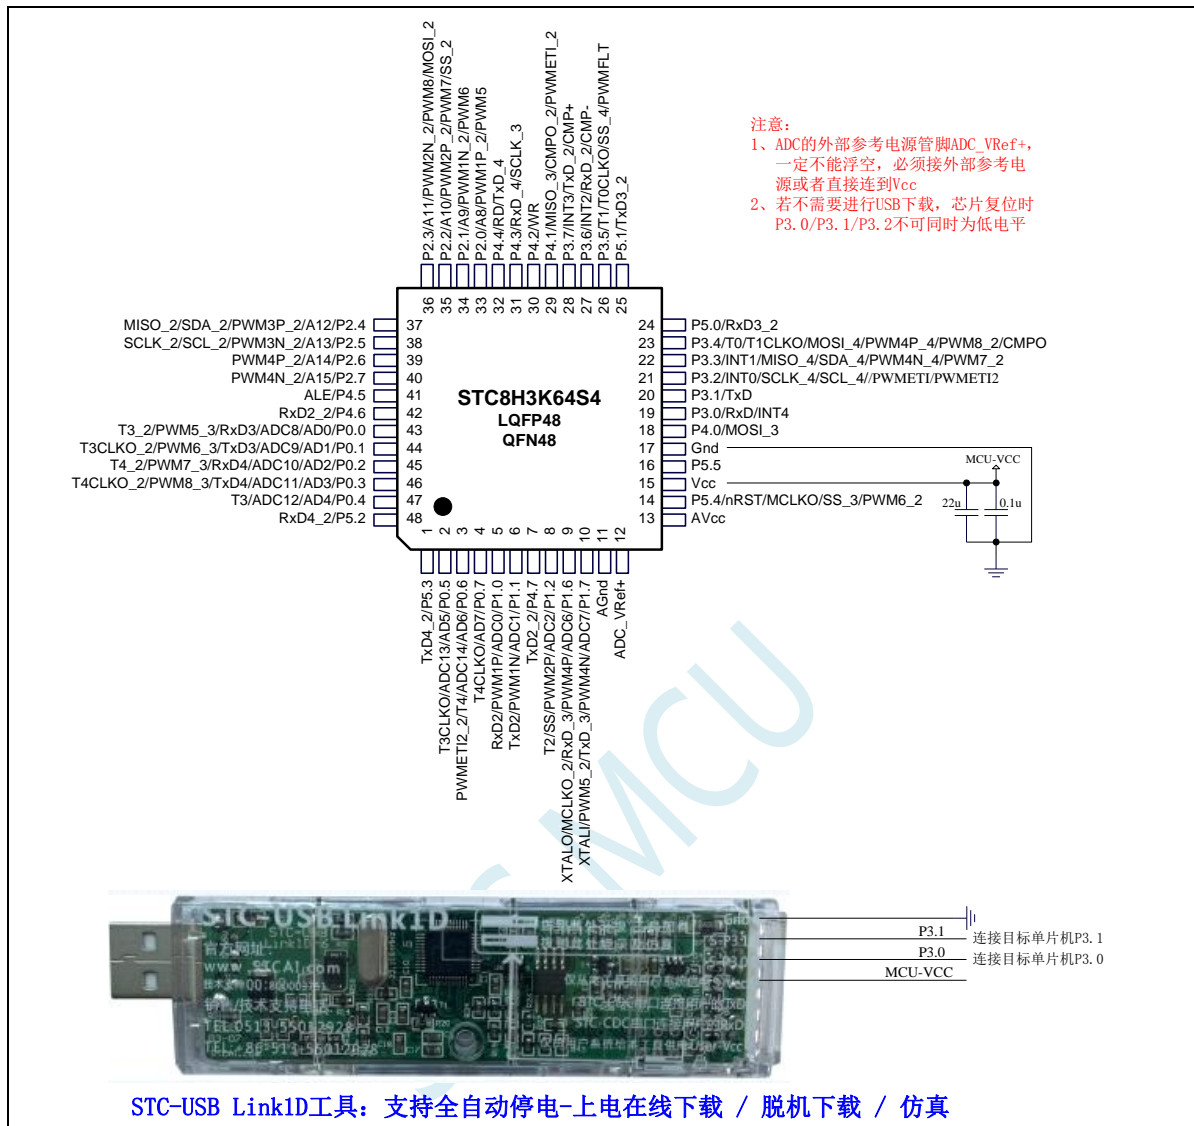 P2.3/A11/PWM2N_2/PWM8/MOSI_2
P2.2/A10/PWM2P_2/PWM7/SS_2
P2.1/A9/PWM1N_2/PWM6
P2.0/A8/PWM1P_2/PWM5
P4.4/RD/TxD_4
P4.3/RxD_4/SCLK_3
P4.2/WR
P4.1/MISO_3/CMPO_2/PWMETI_2
P3.7/INT3/TxD_2/CMP+
P3.6/INT2/RxD_2/CMP-
P3.5/T1/T0CLKO/SS_4/PWMFLT
P5.1/TxD3_2
注意:
1、ADC的外部参考电源管脚ADC_VRef+,
一定不能浮空，必须接外部参考电
源或者直接连到Vcc
2、若不需要进行USB下载，芯片复位时
P3.0/P3.1/P3.2不可同时为低电平
36 35 34 33 32 31 30 29 28 27 26 25
MISO_2/SDA_2/PWM3P_2/A12/P2.4 37
SCLK_2/SCL_2/PWM3N_2/A13/P2.5 38
PWM4P_2/A14/P2.6 39
PWM4N_2/A15/P2.7 40
ALE/P4.5 41
RxD2_2/P4.6 42
T3_2/PWM5_3/RxD3/ADC8/AD0/P0.0 43
T3CLKO_2/PWM6_3/TxD3/ADC9/AD1/P0.1 44
T4_2/PWM7_3/RxD4/ADC10/AD2/P0.2 45
T4CLKO_2/PWM8_3/TxD4/ADC11/AD3/P0.3 46
T3/ADC12/AD4/P0.4 47
RxD4_2/P5.2 48
STC8H3K64S4
LQFP48
QFN48
24 P5.0/RxD3_2
23 P3.4/T0/T1CLKO/MOSI_4/PWM4P_4/PWM8_2/CMPO
22 P3.3/INT1/MISO_4/SDA_4/PWM4N_4/PWM7_2
21 P3.2/INT0/SCLK_4/SCL_4//PWMETI/PWMETI2
20 P3.1/TxD
19 P3.0/RxD/INT4
18 P4.0/MOSI_3
17 Gnd
16 P5.5
15 Vcc
14 P5.4/nRST/MCLKO/SS_3/PWM6_2
13 AVcc
MCU-VCC
22u
0.1u
1 2 3 4 5 6 7 8 9 10 11 12
TxD4_2/P5.3
T3CLKO/ADC13/AD5/P0.5
PWMETI2_2/T4/ADC14/AD6/P0.6
T4CLKO/AD7/P0.7
RxD2/PWM1P/ADC0/P1.0
TxD2/PWM1N/ADC1/P1.1
TxD2_2/P4.7
T2/SS/PWM2P/ADC2/P1.2
XTALO/MCLKO_2/RxD_3/PWM4P/ADC6/P1.6
XTALI/PWM5_2/TxD_3/PWM4N/ADC7/P1.7
AGnd
ADC_VRef+
MCU
STC-USB Link1D
官方网址:
www.STCAI.com
P3.1 连接目标单片机P3.1
P3.0 连接目标单片机P3.0
MCU-VCC
STC-USB Link1D工具: 支持全自动停电-上电在线下载 / 脱机下载 / 仿真